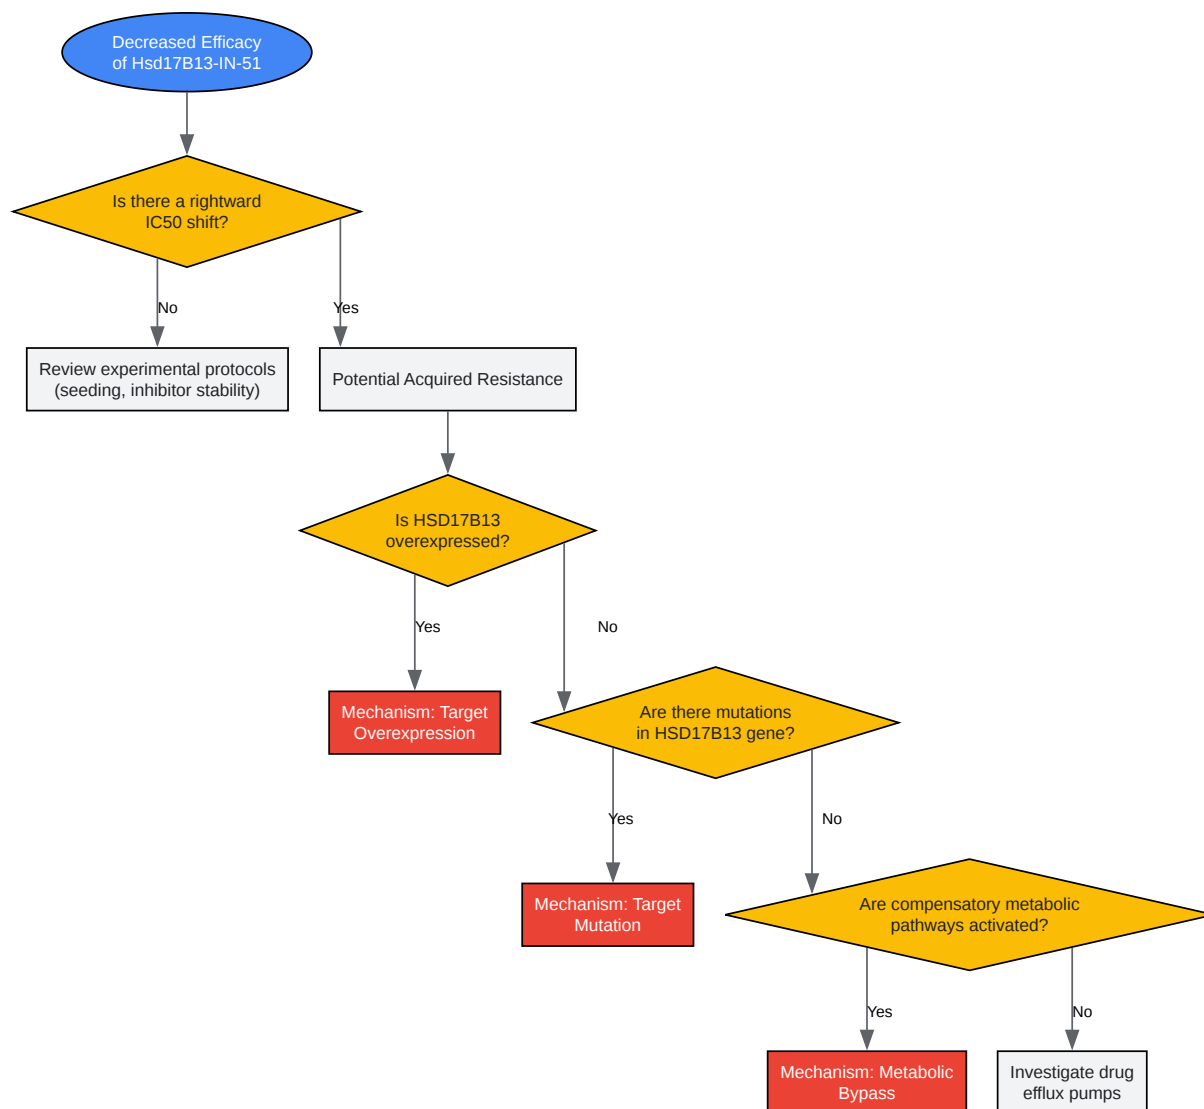 Decreased Efficacy
of Hsd17B13-IN-51
Is there a rightward
IC50 shift?
No
Yes
Review experimental protocols
(seeding, inhibitor stability)
Potential Acquired Resistance
Is HSD17B13
overexpressed?
Yes
No
Mechanism: Target
Overexpression
Are there mutations
in HSD17B13 gene?
Yes
No
Mechanism: Target
Mutation
Are compensatory metabolic
pathways activated?
Yes
No
Mechanism: Metabolic
Bypass
Investigate drug
efflux pumps